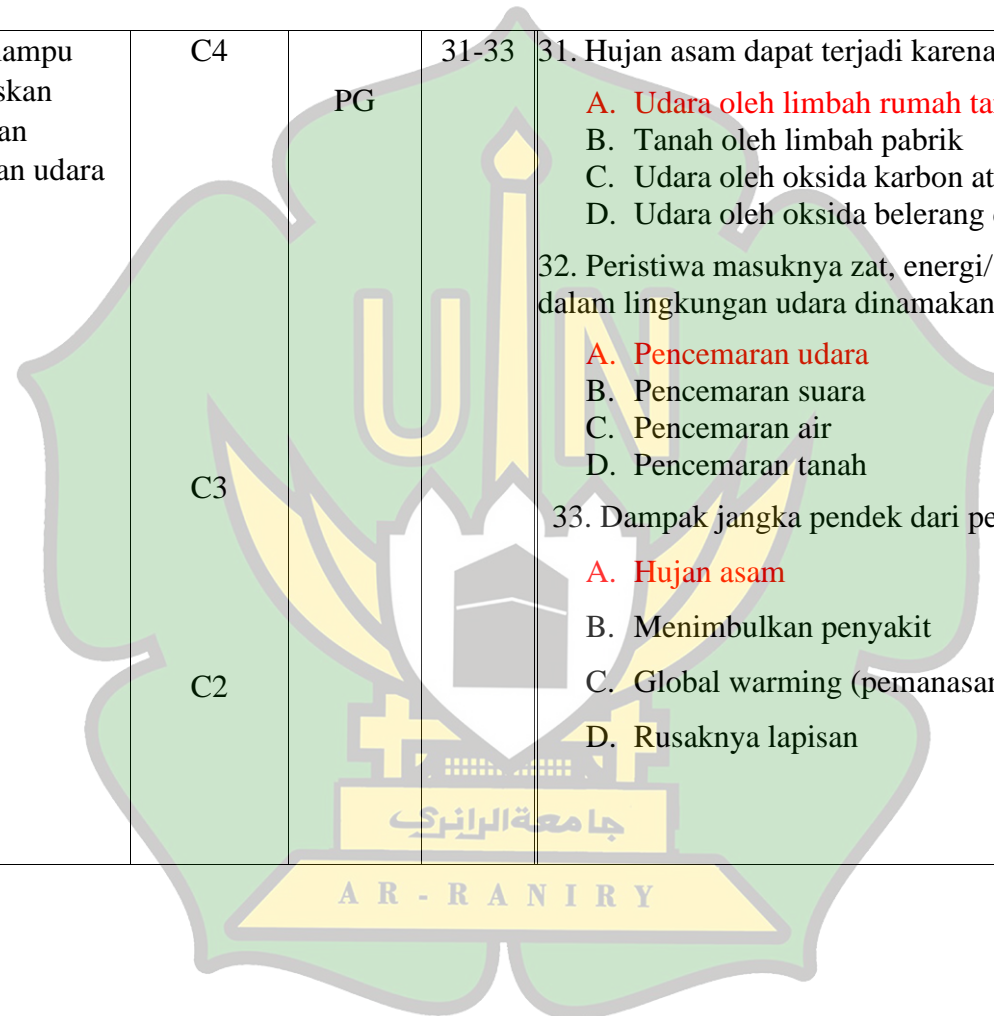 ampu
skan
an
an udara
C4
C3
C2
PG
31-33
31. Hujan asam dapat terjadi karena
A. Udara oleh limbah rumah ta
B. Tanah oleh limbah pabrik
C. Udara oleh oksida karbon at
D. Udara oleh oksida belerang
32. Peristiwa masuknya zat, energi/
dalam lingkungan udara dinamakan
A. Pencemaran udara
B. Pencemaran suara
C. Pencemaran air
D. Pencemaran tanah
33. Dampak jangka pendek dari pe
A. Hujan asam
B. Menimbulkan penyakit
C. Global warming (pemanasan
D. Rusaknya lapisan
UIN
جامعة الرانري
AR-RANIRY